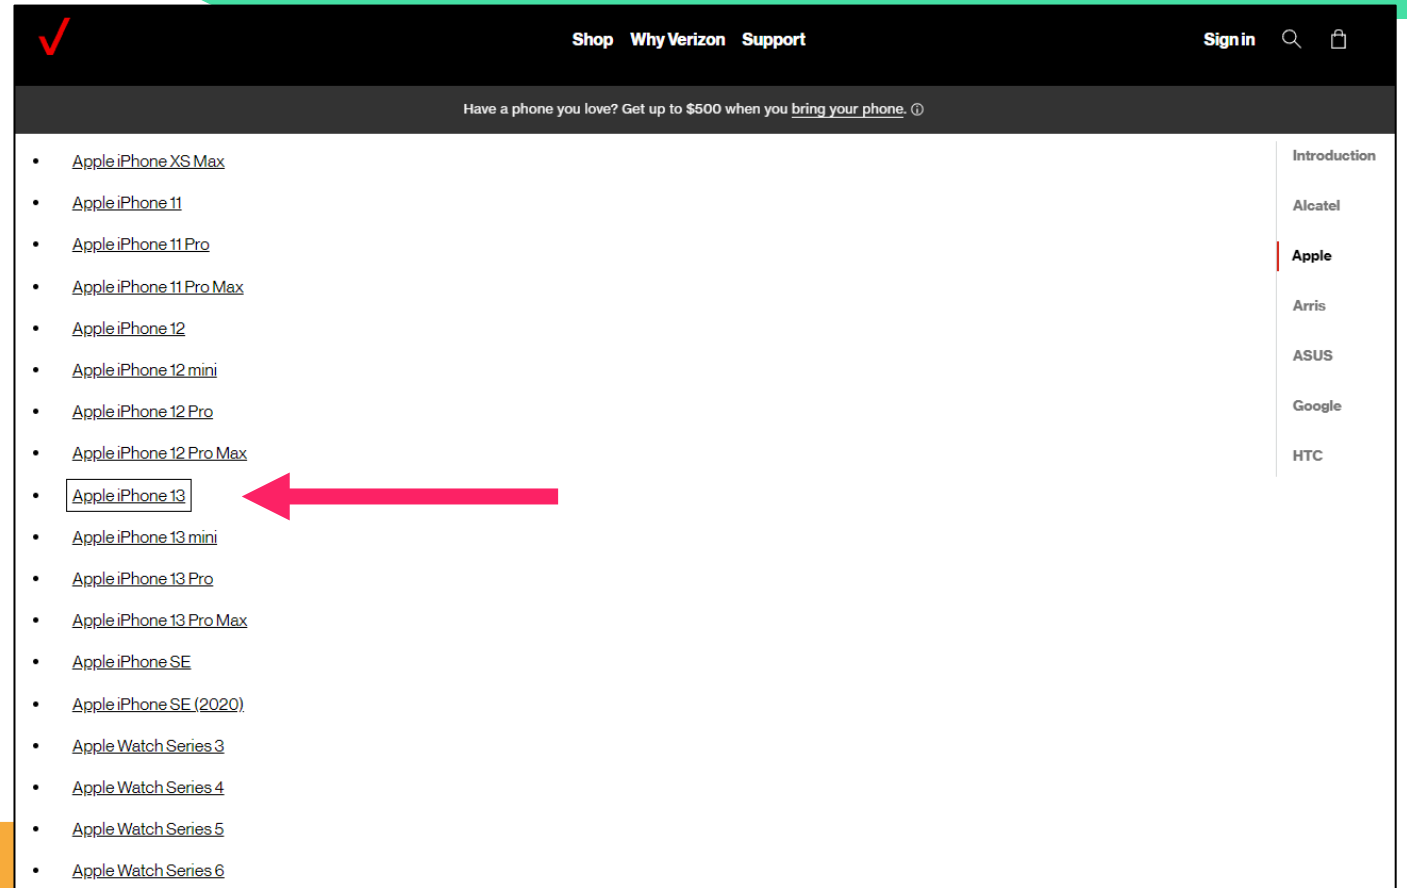 Shop Why Verizon Support Sign in
Have a phone you love? Get up to $500 when you bring your phone.
Apple iPhone XS Max
Apple iPhone 11
Apple iPhone 11 Pro
Apple iPhone 11 Pro Max
Apple iPhone 12
Apple iPhone 12 mini
Apple iPhone 12 Pro
Apple iPhone 12 Pro Max
Apple iPhone 13
Apple iPhone 13 mini
Apple iPhone 13 Pro
Apple iPhone 13 Pro Max
Apple iPhone SE
Apple iPhone SE (2020)
Apple Watch Series 3
Apple Watch Series 4
Apple Watch Series 5
Apple Watch Series 6
Introduction
Alcatel
Apple
Arris
ASUS
Google
HTC